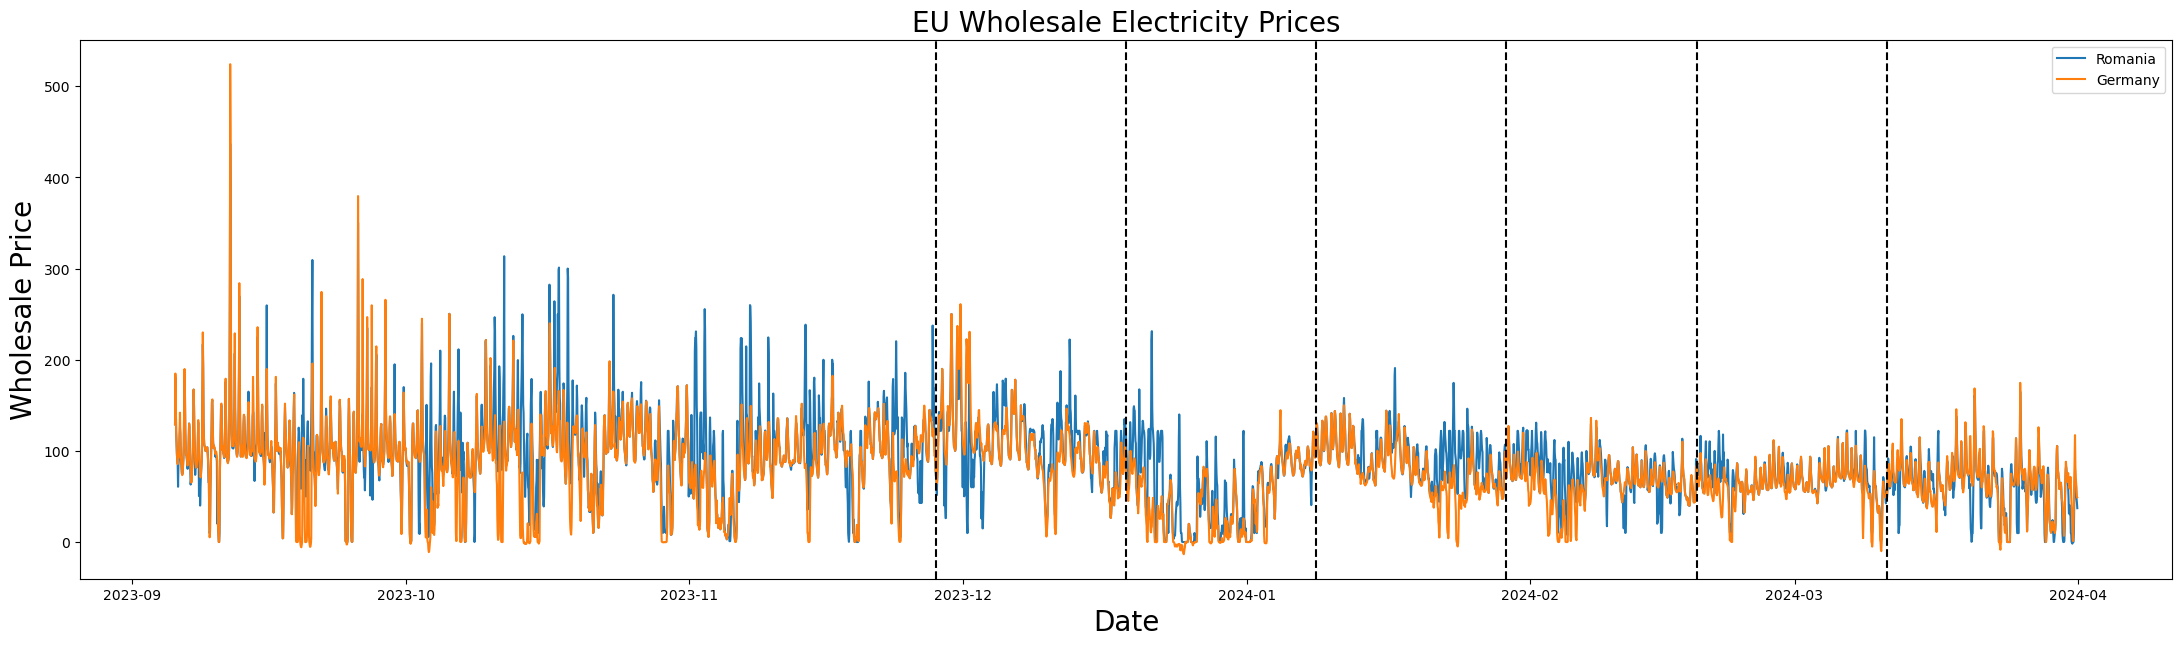 EU Wholesale Electricity Prices
Romania
Germany
500
400
300
200
100
0
Wholesale Price
2023-09
2023-10
2023-11
2023-12
2024-01
2024-02
2024-03
2024-04
Date